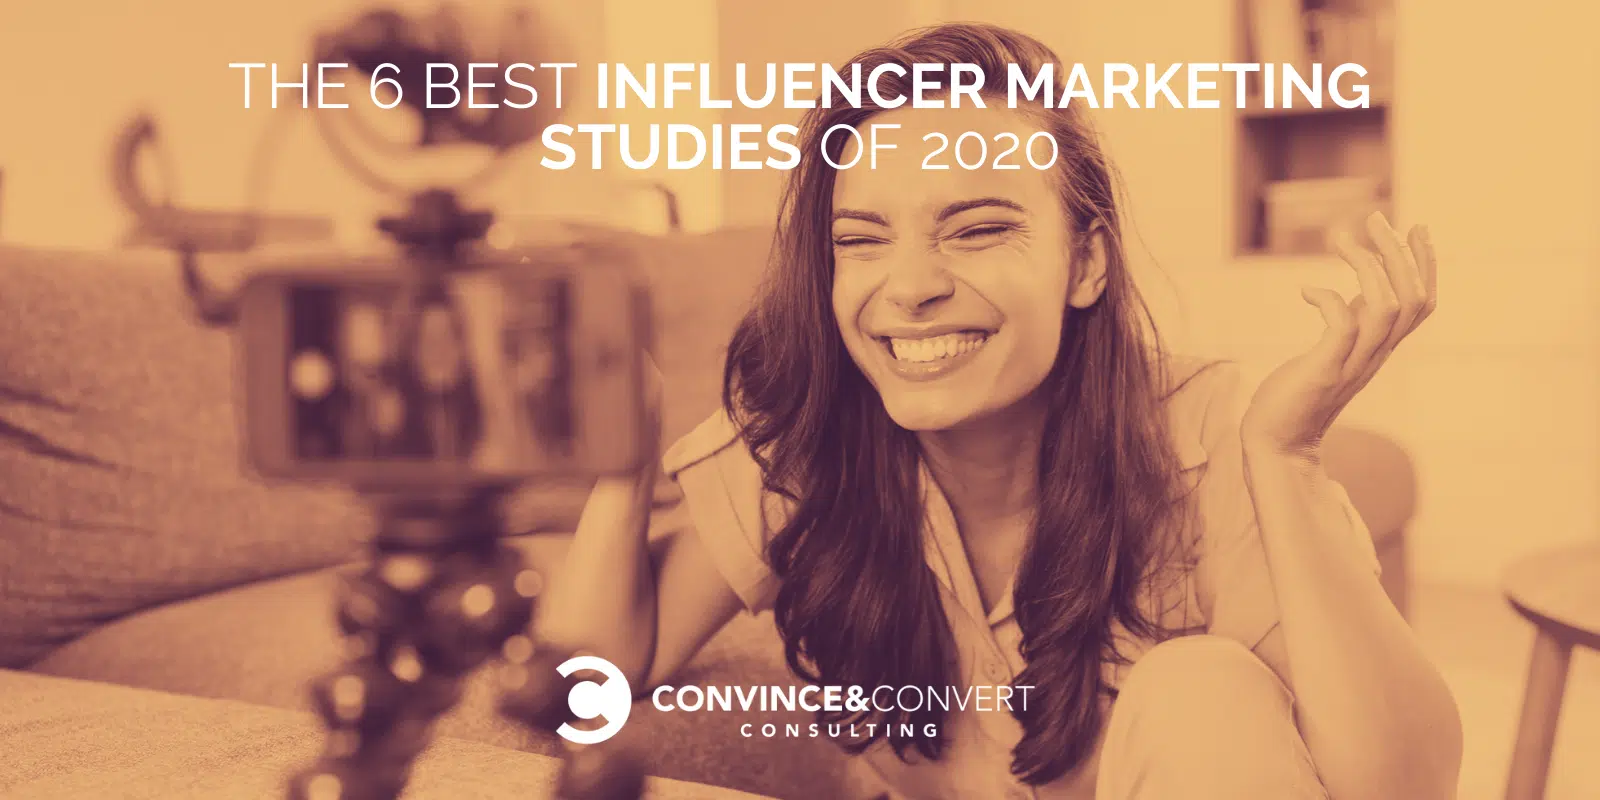 THE 6 BEST INFLUENCER MARKETING
STUDIES OF 2020
CONVINCE&CONVERT
CONSULTING